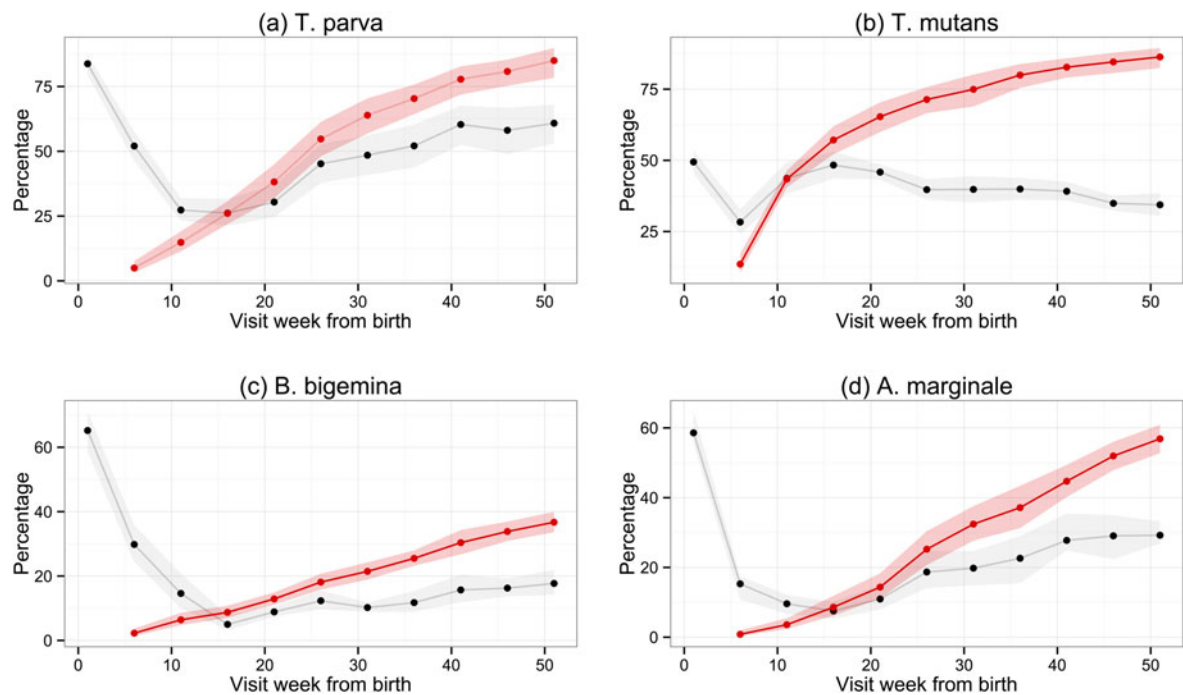 (a) T. parva
(b) T. mutans
Percentage
75
50
25
0
0 10 20 30 40 50
Visit week from birth
Percentage
75
50
25
0 10 20 30 40 50
Visit week from birth
(c) B. bigemina
(d) A. marginale
Percentage
60
40
20
0
0 10 20 30 40 50
Visit week from birth
Percentage
60
40
20
0
0 10 20 30 40 50
Visit week from birth